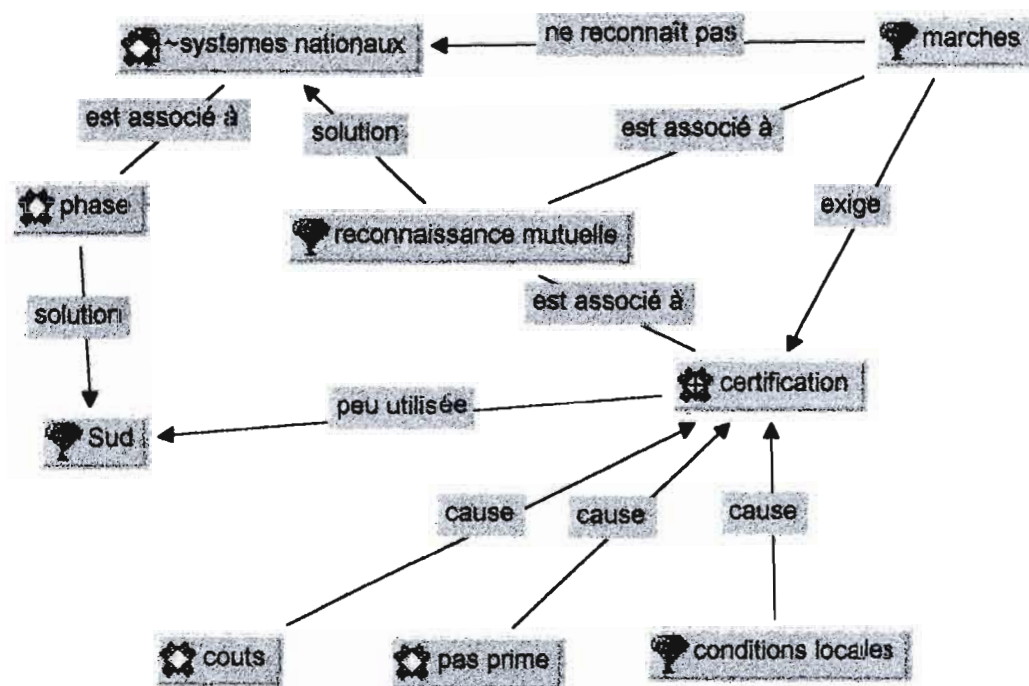 ~systemes nationaux
ne reconnaît pas
marches
est associé à
solution
est associé à
phase
reconnaissance mutuelle
exige
solution
est associé à
certification
peu utilisée
Sud
cause
cause
cause
couts
pas prime
conditions locales